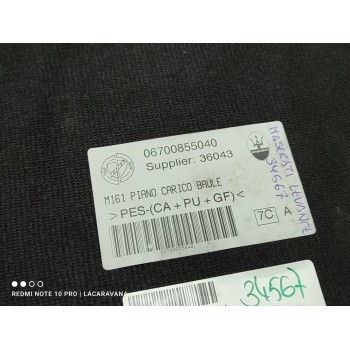 06700855040
Supplier: 36043
M161 PIANO CARICO BAULE
>PES-(CA+PU+GF)<
7C A
MASERATI LEVANTE
34567
34567
REDMI NOTE 10 PRO | LACARAVANA